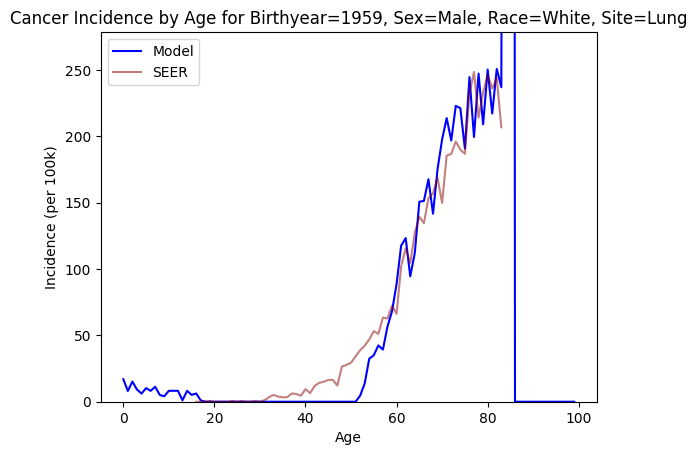 Cancer Incidence by Age for Birthyear=1959, Sex=Male, Race=White, Site=Lung
Model
SEER
Incidence (per 100k)
250
200
150
100
50
0
0 20 40 60 80 100
Age